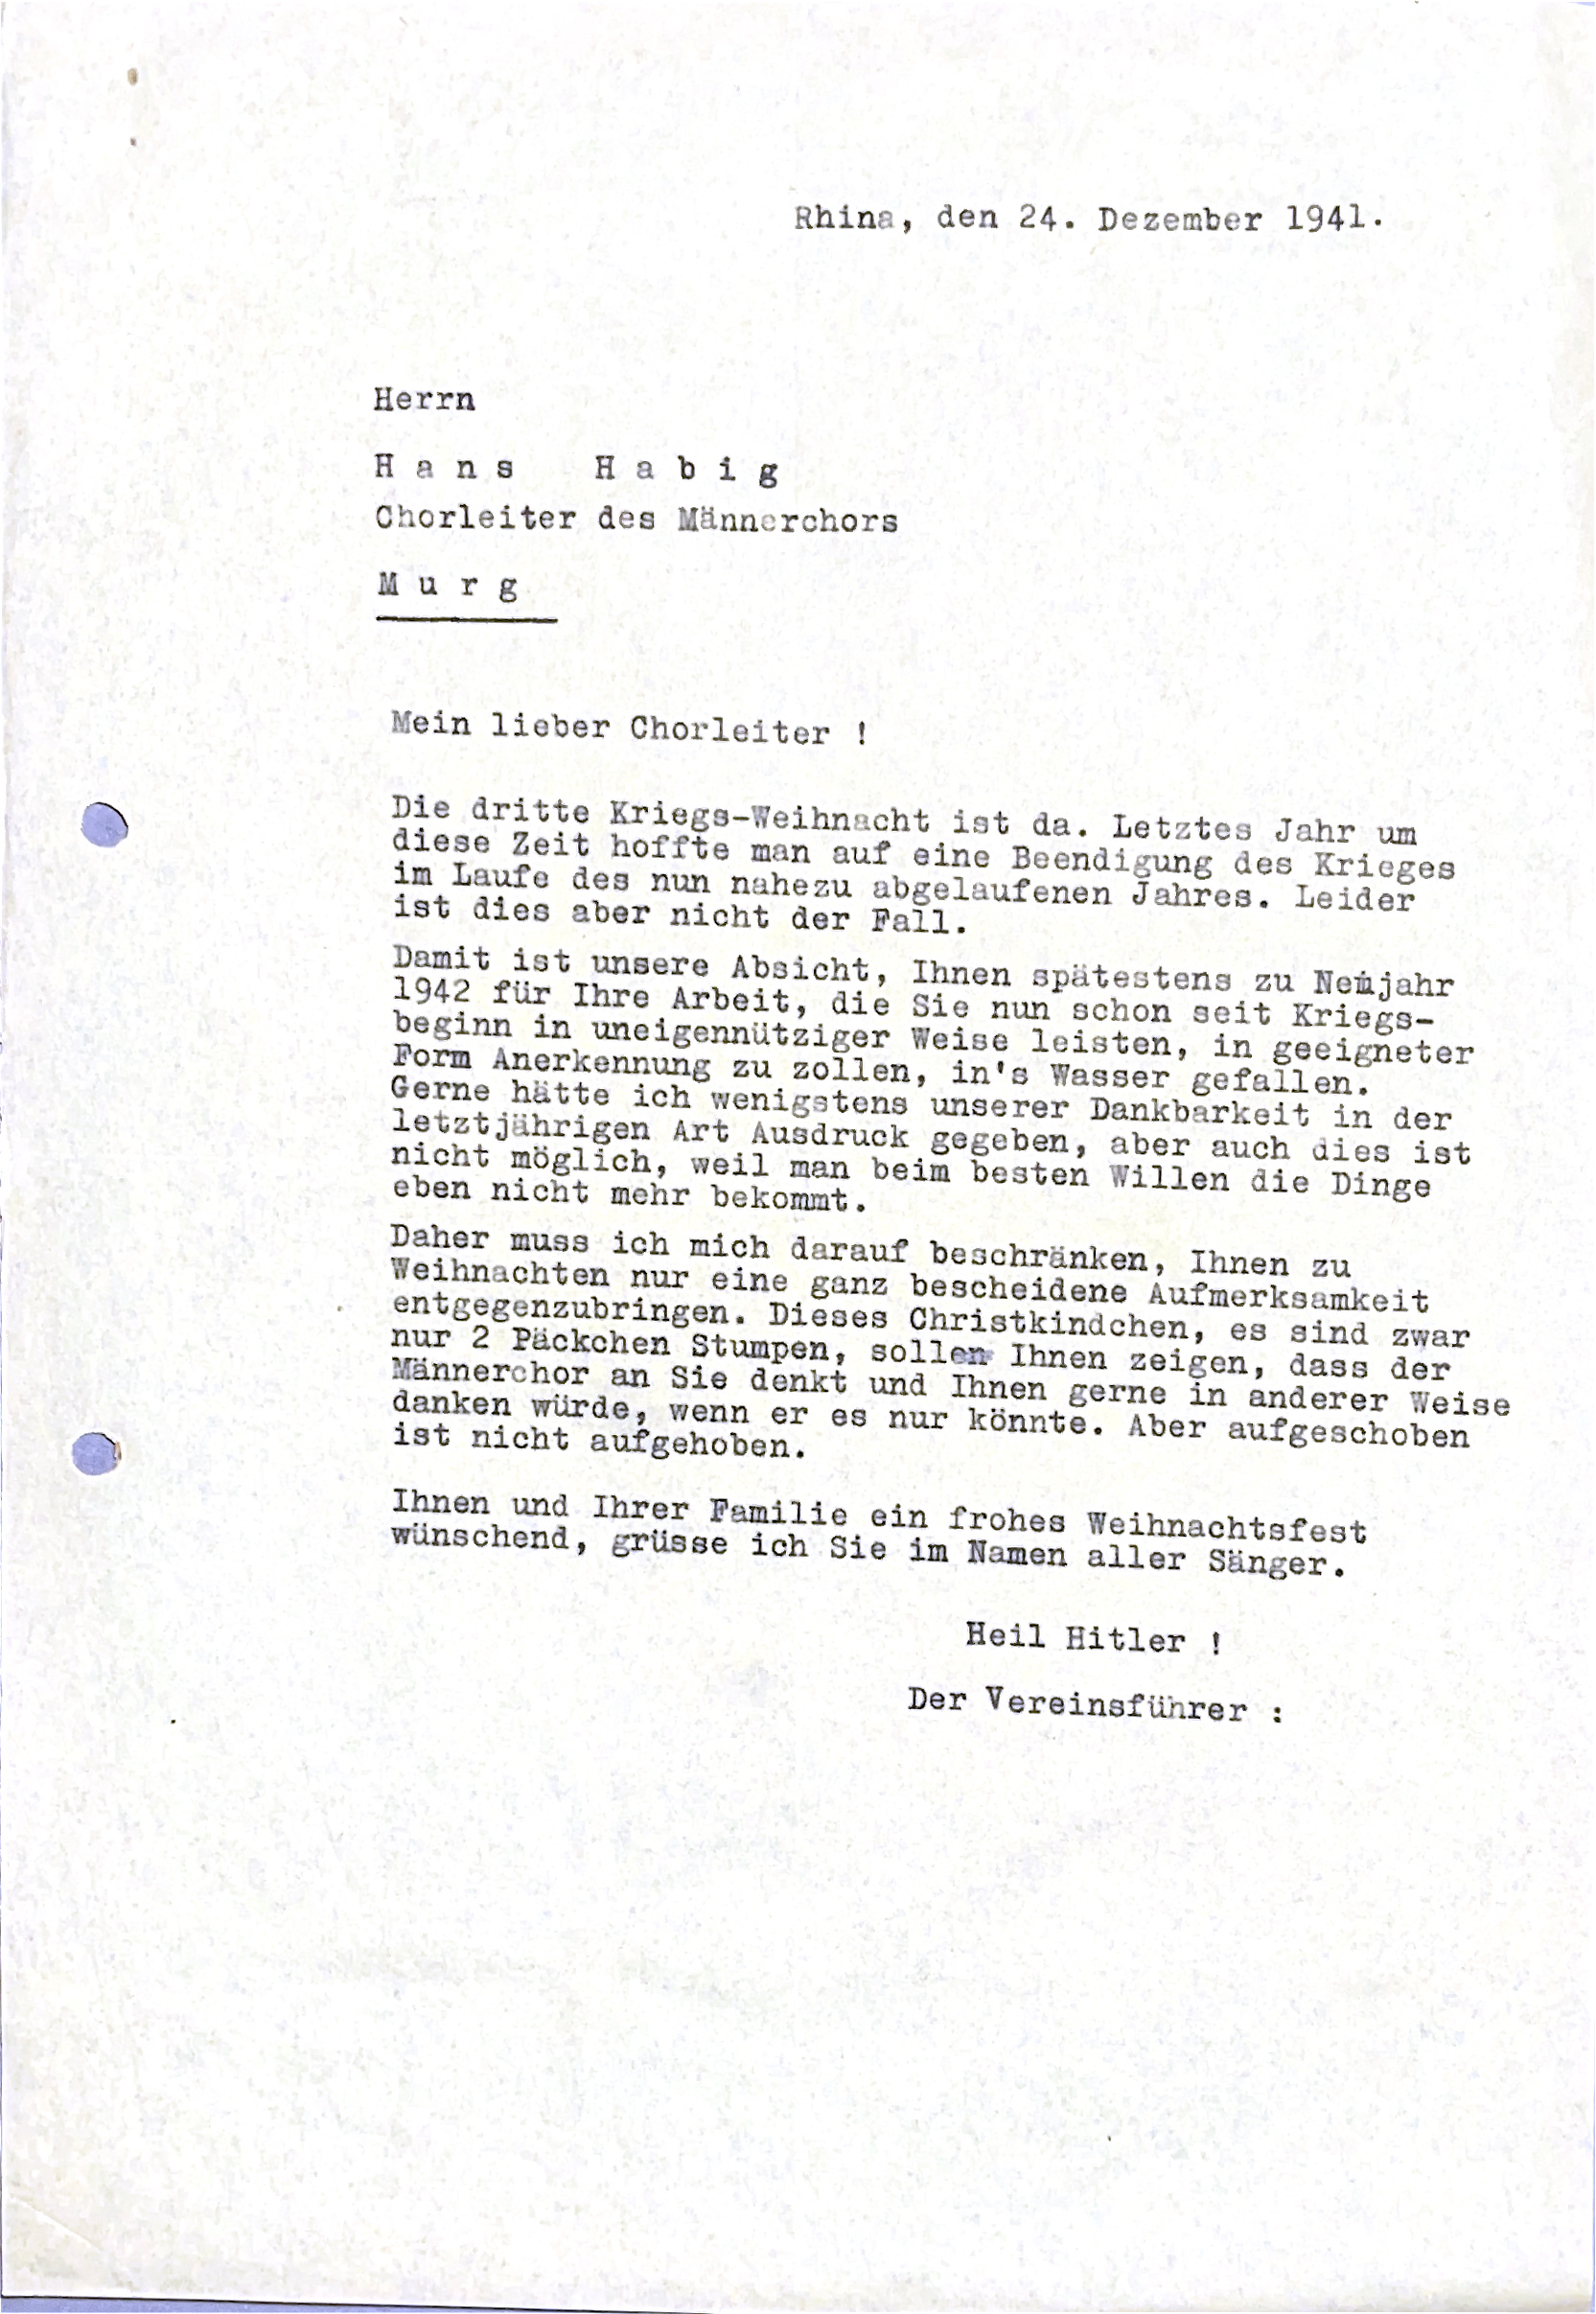 Rhina, den 24. Dezember 1941.
Herrn
H a n s  H a b i g
Chorleiter des Männerchors
M u r g
Mein lieber Chorleiter !
Die dritte Kriegs-Weihnacht ist da. Letztes Jahr um
diese Zeit hoffte man auf eine Beendigung des Krieges
im Laufe des nun nahezu abgelaufenen Jahres. Leider
ist dies aber nicht der Fall.
Damit ist unsere Absicht, Ihnen spätestens zu Neujahr
1942 für Ihre Arbeit, die Sie nun schon seit Kriegs-
beginn in uneigennütziger Weise leisten, in geeigneter
Form Anerkennung zu zollen, in's Wasser gefallen.
Gerne hätte ich wenigstens unserer Dankbarkeit in der
letztjährigen Art Ausdruck gegeben, aber auch dies ist
nicht möglich, weil man beim besten Willen die Dinge
eben nicht mehr bekommt.
Daher muss ich mich darauf beschränken, Ihnen zu
Weihnachten nur eine ganz bescheidene Aufmerksamkeit
entgegenzubringen. Dieses Christkindchen, es sind zwar
nur 2 Päckchen Stumpen, sollen Ihnen zeigen, dass der
Männerchor an Sie denkt und Ihnen gerne in anderer Weise
danken würde, wenn er es nur könnte. Aber aufgeschoben
ist nicht aufgehoben.
Ihnen und Ihrer Familie ein frohes Weihnachtsfest
wünschend, grüsse ich Sie im Namen aller Sänger.
Heil Hitler !
Der Vereinsführer :